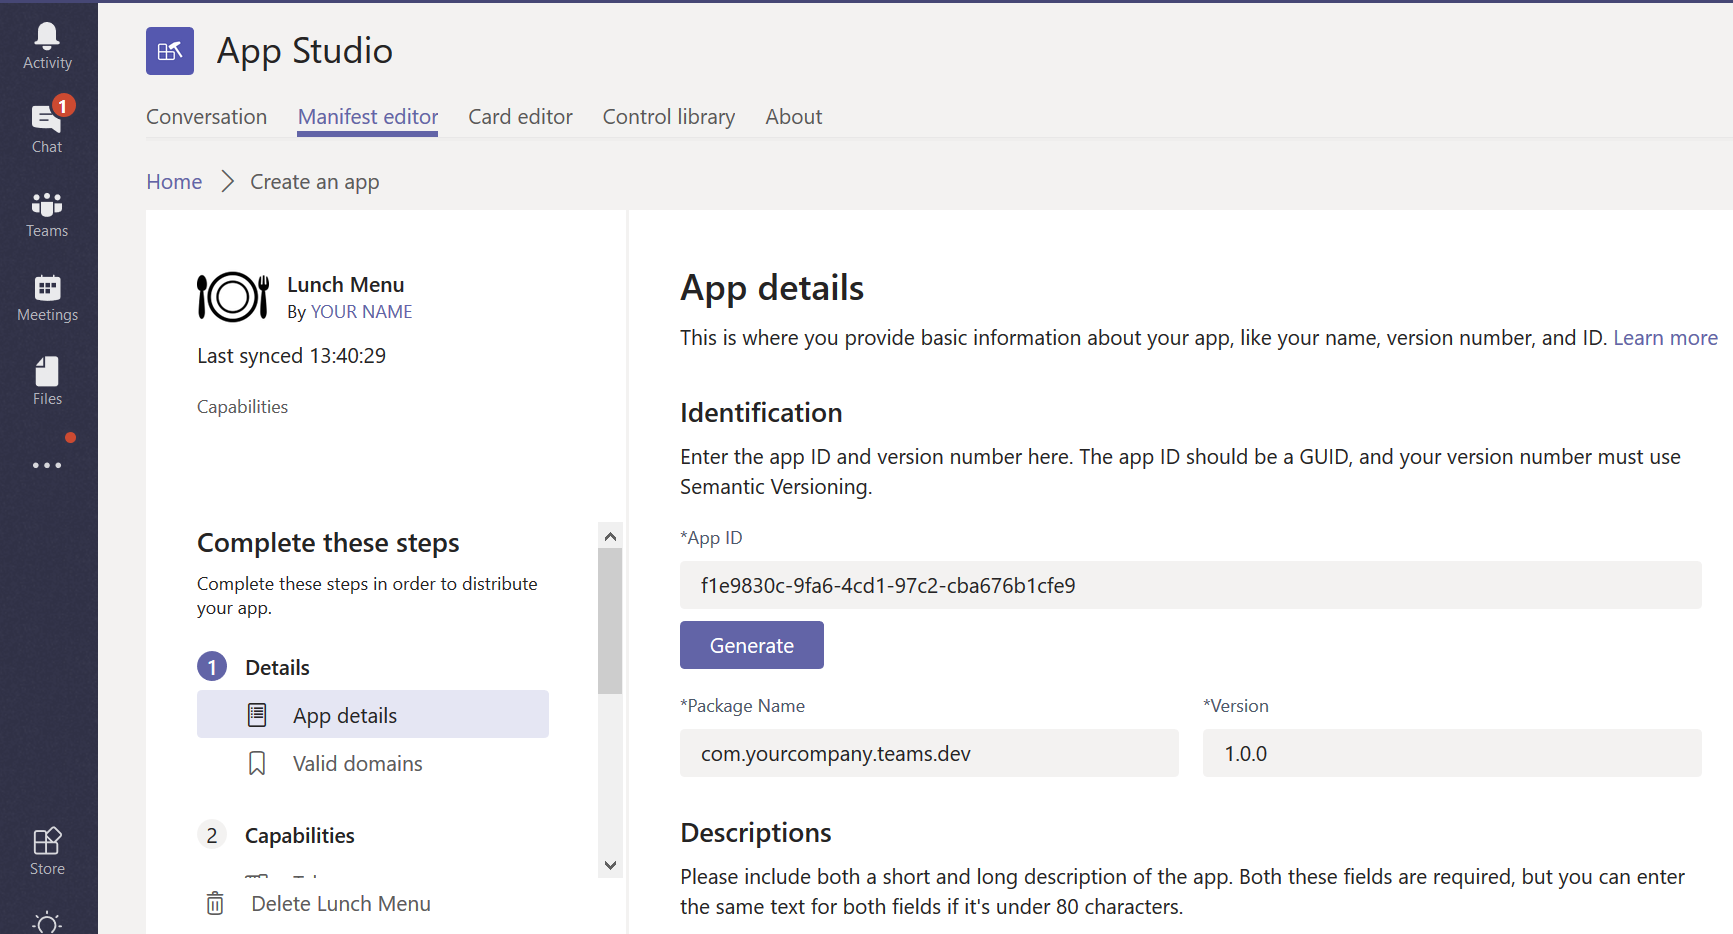 Activity
1
Chat
Teams
Meetings
Files
Store
App Studio
Conversation Manifest editor Card editor Control library About
Home Create an app
Lunch Menu
By YOUR NAME
Last synced 13:40:29
Capabilities
Complete these steps
Complete these steps in order to distribute
your app.
1 Details
App details
Valid domains
2 Capabilities
Delete Lunch Menu
App details
This is where you provide basic information about your app, like your name, version number, and ID. Learn more
Identification
Enter the app ID and version number here. The app ID should be a GUID, and your version number must use
Semantic Versioning.
*App ID
f1e9830c-9fa6-4cd1-97c2-cba676b1cfe9
Generate
*Package Name *Version
com.yourcompany.teams.dev 1.0.0
Descriptions
Please include both a short and long description of the app. Both these fields are required, but you can enter
the same text for both fields if it's under 80 characters.